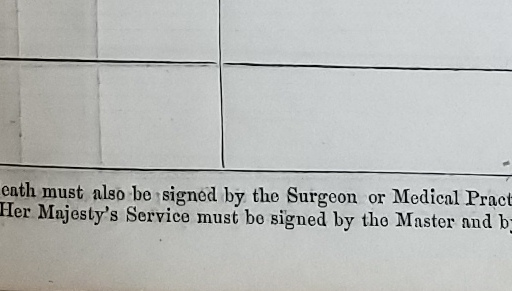 eath must also be signed by the Surgeon or Medical Pract
Her Majesty's Service must be signed by the Master and by